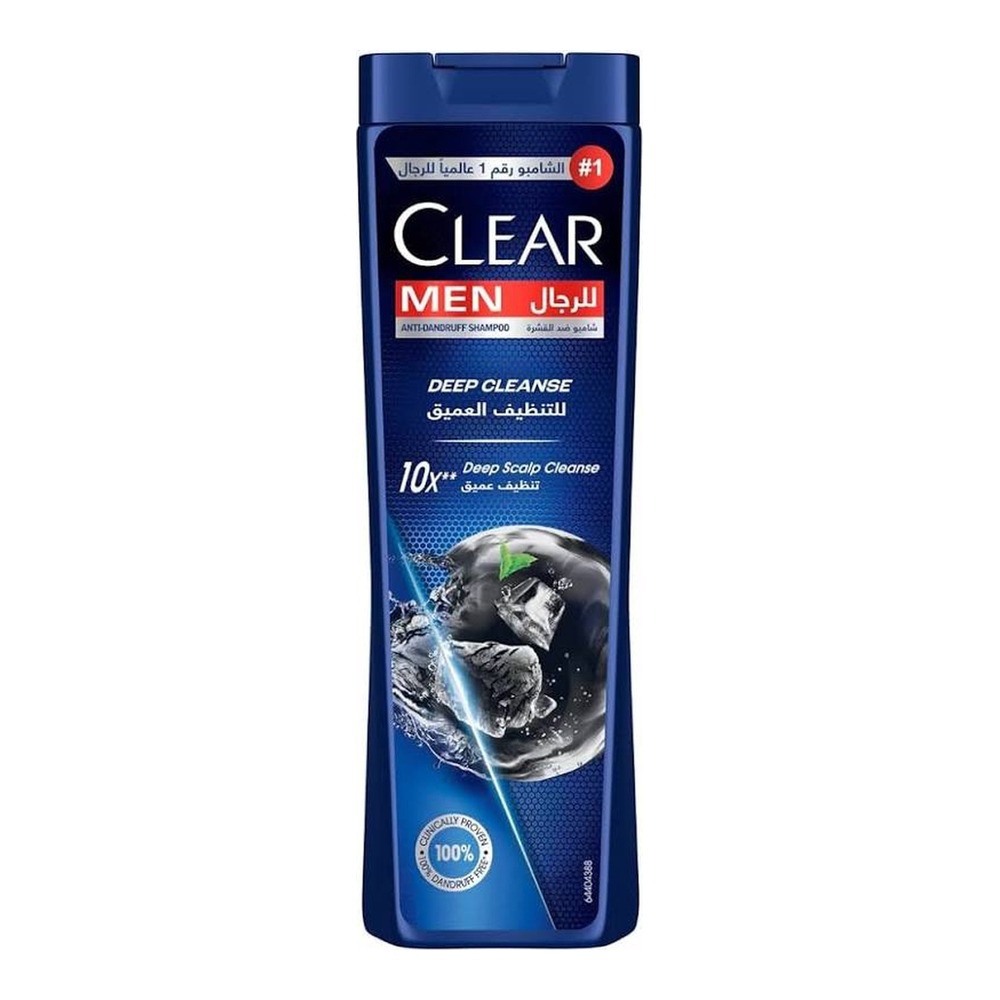 الشامبو رقم 1 عالمياً للرجال #1
CLEAR
MEN للرجال
ANTI-DANDRUFF SHAMPOO شامبو ضد القشرة
DEEP CLEANSE
للتنظيف العميق
10x** Deep Scalp Cleanse
تنظيف عميق
CLINICALLY PROVEN
100%
100% DANDRUFF FREE*
64404388